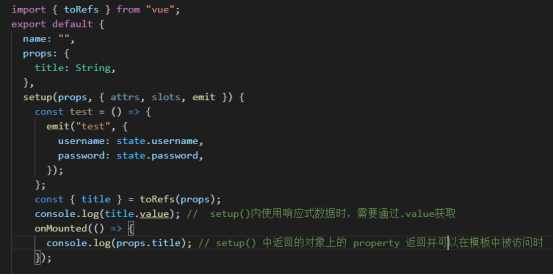 import { toRefs } from "vue";
export default {
  name: "",
  props: {
    title: String,
  },
  setup(props, { attrs, slots, emit }) {
    const test = () => {
      emit("test", {
        username: state.username,
        password: state.password,
      });
    };
    const { title } = toRefs(props);
    console.log(title.value); //  setup()内使用响应式数据时，需要通过.value获取
    onMounted(() => {
      console.log(props.title); // setup() 中返回的对象上的 property 返回并可以在模板中被访问时
    });